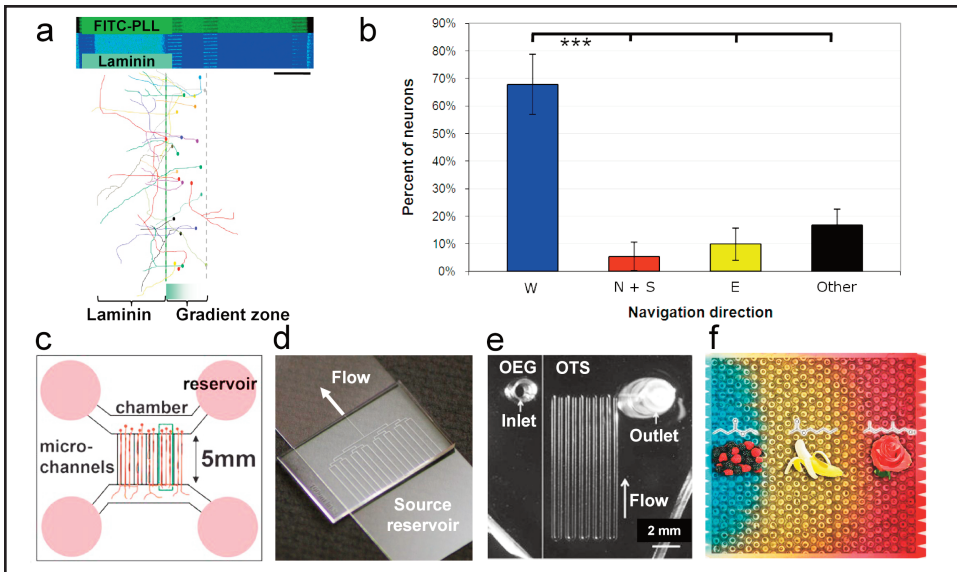 a
FITC-PLL
Laminin
Laminin
Gradient zone
b
***
90%
80%
70%
60%
50%
40%
30%
20%
10%
0%
Percent of neurons
W
N + S
E
Other
Navigation direction
c
reservoir
chamber
micro-
channels
5mm
d
Flow
Source
reservoir
e
OEG
OTS
Inlet
Outlet
Flow
2 mm
f